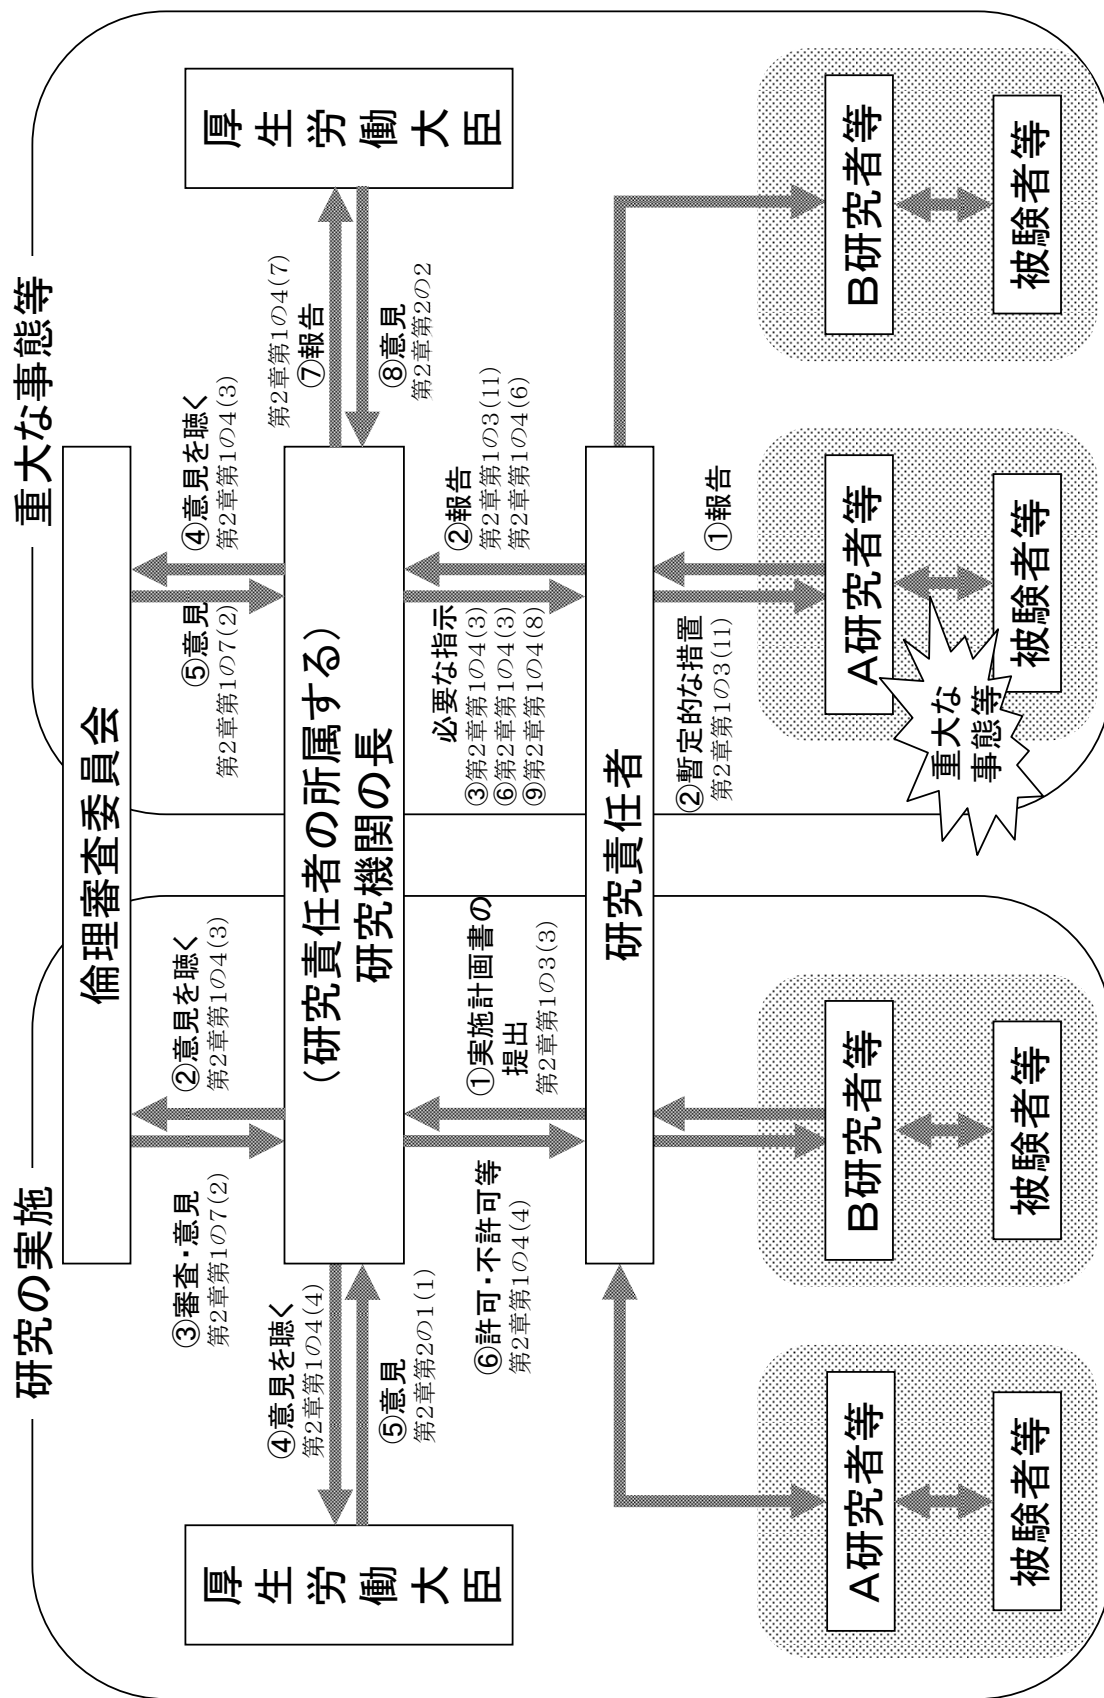 研究の実施
倫理審査委員会
③審査・意見
第2章第1の7(2)
②意見を聴く
第2章第1の4(3)
厚生労働大臣
④意見を聴く
第2章第1の4(4)
⑤意見
第2章第2の1(1)
(研究責任者の所属する)
研究機関の長
⑥許可・不許可等
第2章第1の4(4)
①実施計画書の
提出
第2章第1の3(3)
研究責任者
A研究者等
被験者等
B研究者等
被験者等
重大な事態等
⑤意見
第2章第1の7(2)
④意見を聴く
第2章第1の4(3)
第2章第1の4(7)
⑦報告
⑧意見
第2章第2の2
厚生労働大臣
必要な指示
③第2章第1の4(3)
⑥第2章第1の4(3)
⑨第2章第1の4(8)
②報告
第2章第1の3(11)
第2章第1の4(6)
②暫定的な措置
第2章第1の3(11)
①報告
A研究者等
重大な
事態等
被験者等
B研究者等
被験者等